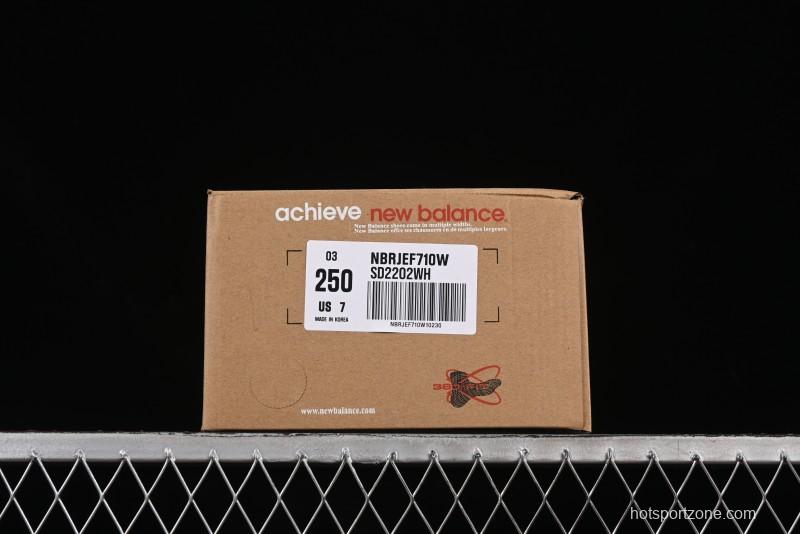 achieve new balance.
New Balance shoes come in multiple widths.
New Balance offre ses chaussures en de multiples largeurs.
03
250
US 7
MADE IN KOREA
NBRJEF710W
SD2202WH
NBRJEF710W10230
www.newbalance.com
hotsportzone.com